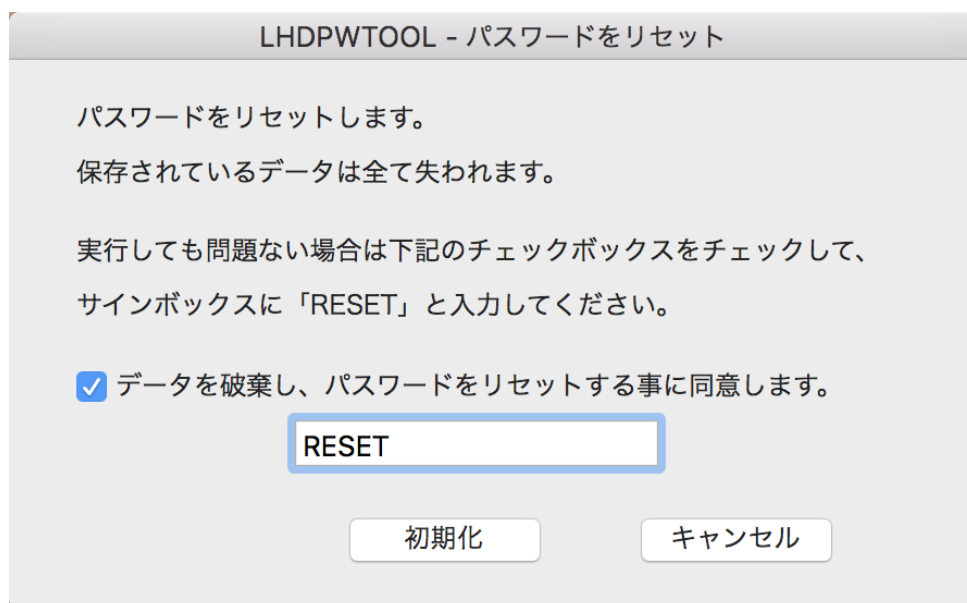 LHDPWTOOL - パスワードをリセット
パスワードをリセットします。
保存されているデータは全て失われます。
実行しても問題ない場合は下記のチェックボックスをチェックして、
サインボックスに「RESET」と入力してください。
データを破棄し、パスワードをリセットする事に同意します。
RESET
初期化 キャンセル